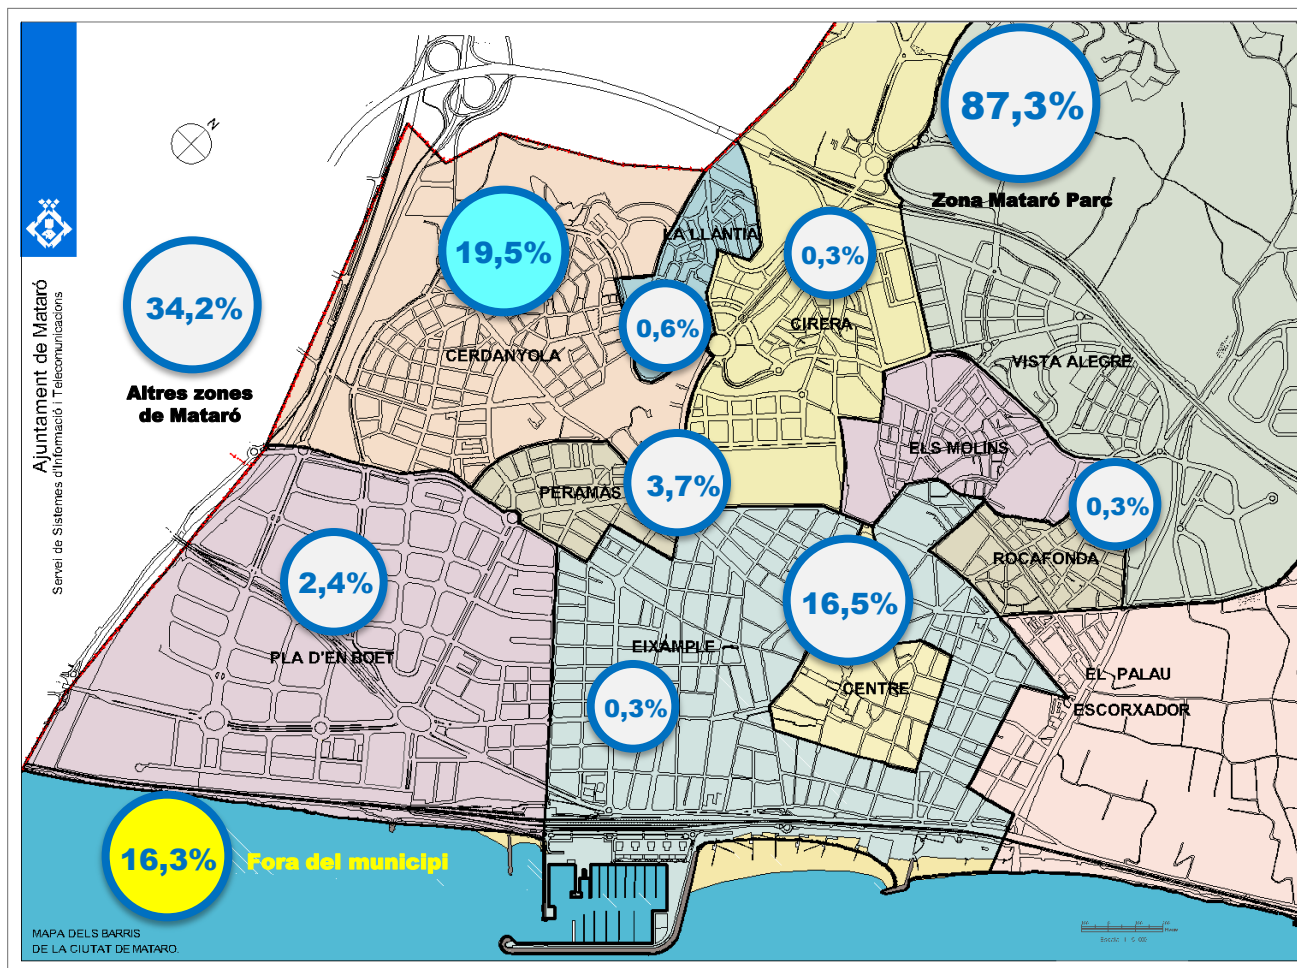 87,3%
Zona Mataró Parc
N
Ajuntament de Mataró
Servei de Sistemes d'Informació i Telecomunicacions
34,2%
Altres zones
de Mataró
19,5%
LA LLANTIA
0,3%
0,6%
CIRERA
CERDANYOLA
VISTA ALEGRE
ELS MOLINS
PERAMAS
3,7%
0,3%
ROCAFONDA
2,4%
16,5%
EIXAMPLE
PLA D'EN BOET
EL PALAU
CENTRE
0,3%
ESCORXADOR
16,3%
Fora del municipi
MAPA DELS BARRIS
DE LA CIUTAT DE MATARO.